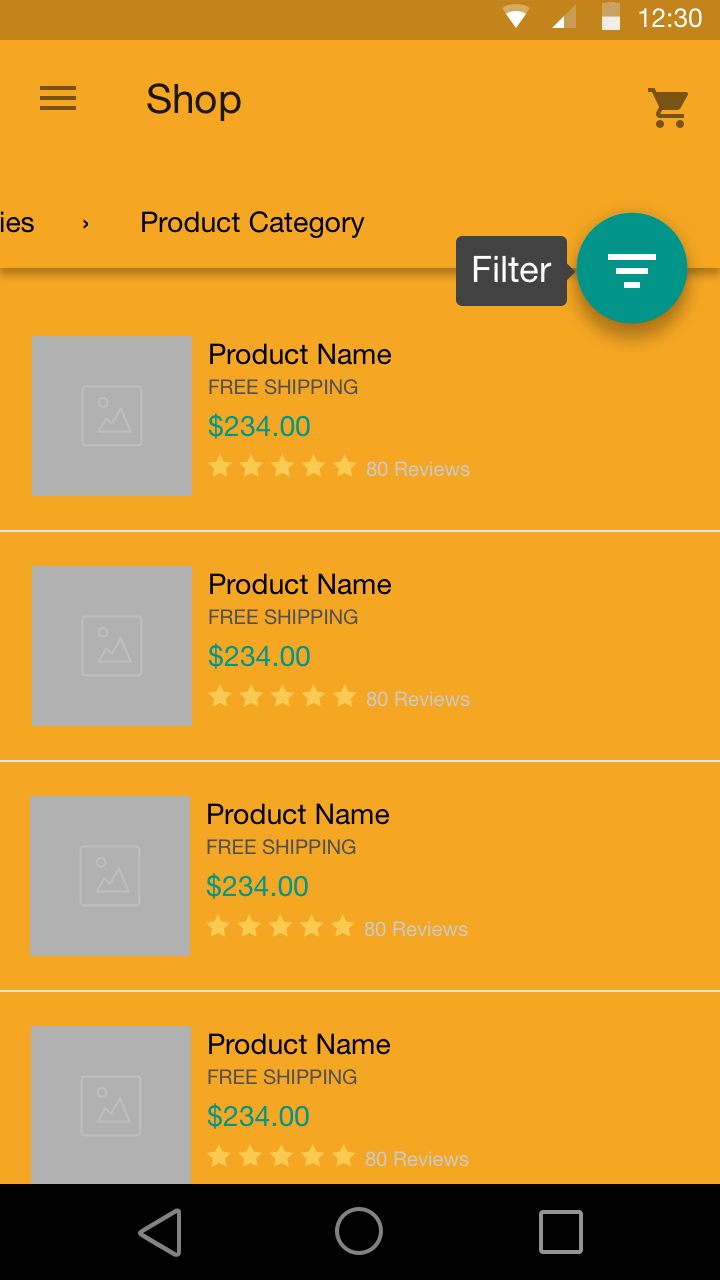 12:30
Shop
ies › Product Category
Filter
Product Name
FREE SHIPPING
$234.00
80 Reviews
Product Name
FREE SHIPPING
$234.00
80 Reviews
Product Name
FREE SHIPPING
$234.00
80 Reviews
Product Name
FREE SHIPPING
$234.00
80 Reviews